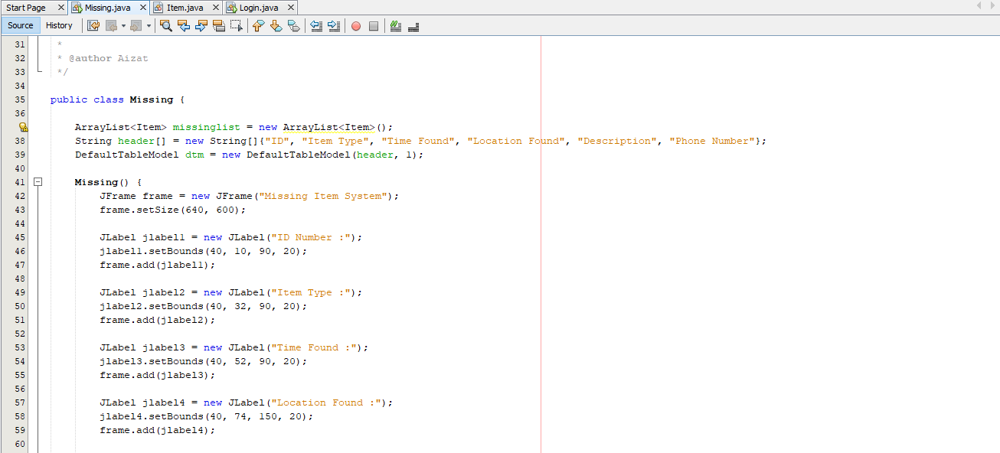 Start Page Missing.java Item.java Login.java
Source History
31 *
32 * @author Aizat
33 */
34
35 public class Missing {
36
ArrayList<Item> missinglist = new ArrayList<Item>();
38 String header[] = new String[]{"ID", "Item Type", "Time Found", "Location Found", "Description", "Phone Number"};
39 DefaultTableModel dtm = new DefaultTableModel(header, 1);
40
41 Missing() {
42 JFrame frame = new JFrame("Missing Item System");
43 frame.setSize(640, 600);
44
45 JLabel jlabel1 = new JLabel("ID Number :");
46 jlabel1.setBounds(40, 10, 90, 20);
47 frame.add(jlabel1);
48
49 JLabel jlabel2 = new JLabel("Item Type :");
50 jlabel2.setBounds(40, 32, 90, 20);
51 frame.add(jlabel2);
52
53 JLabel jlabel3 = new JLabel("Time Found :");
54 jlabel3.setBounds(40, 52, 90, 20);
55 frame.add(jlabel3);
56
57 JLabel jlabel4 = new JLabel("Location Found :");
58 jlabel4.setBounds(40, 74, 150, 20);
59 frame.add(jlabel4);
60